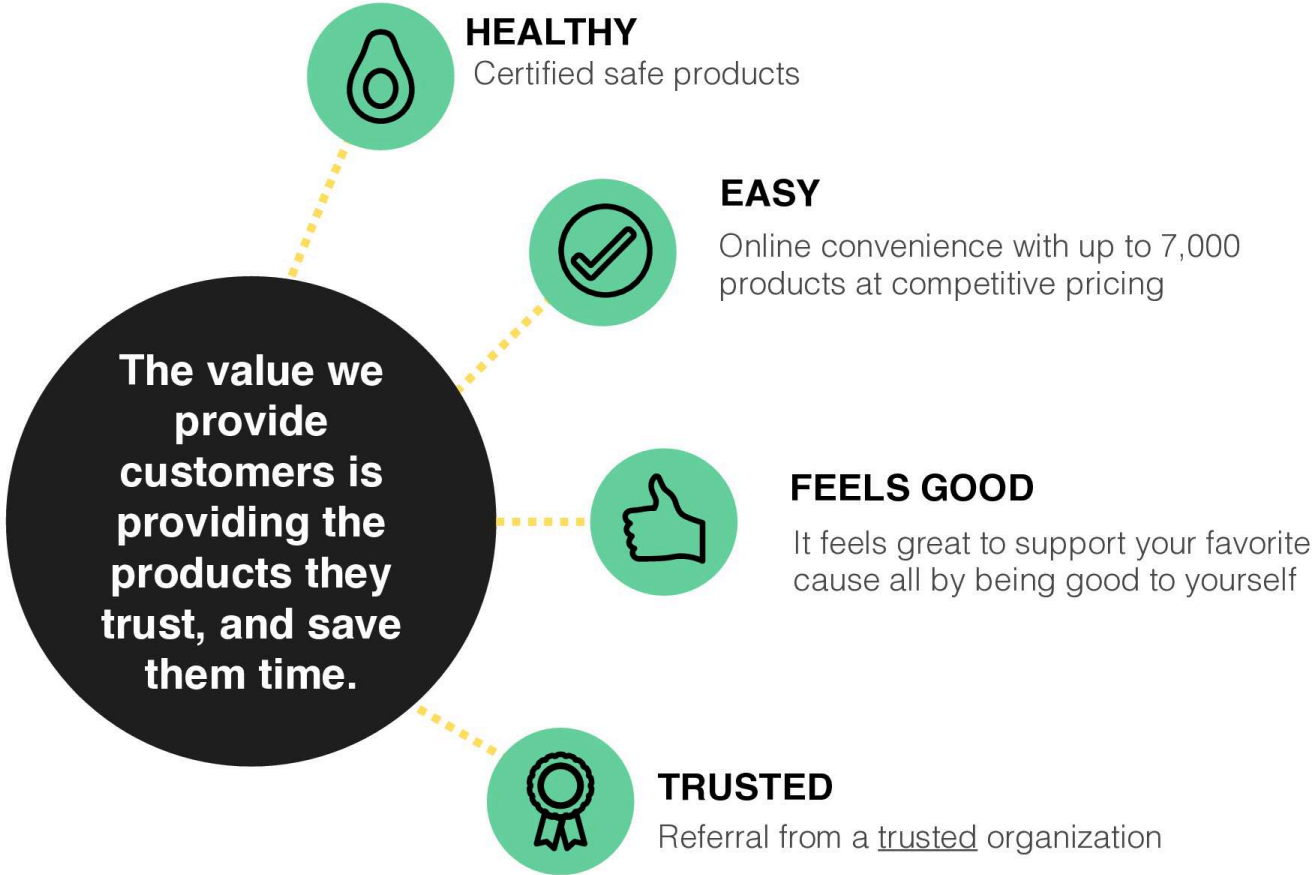 HEALTHY
Certified safe products
EASY
Online convenience with up to 7,000
products at competitive pricing
The value we
provide
customers is
providing the
products they
trust, and save
them time.
FEELS GOOD
It feels great to support your favorite
cause all by being good to yourself
TRUSTED
Referral from a trusted organization